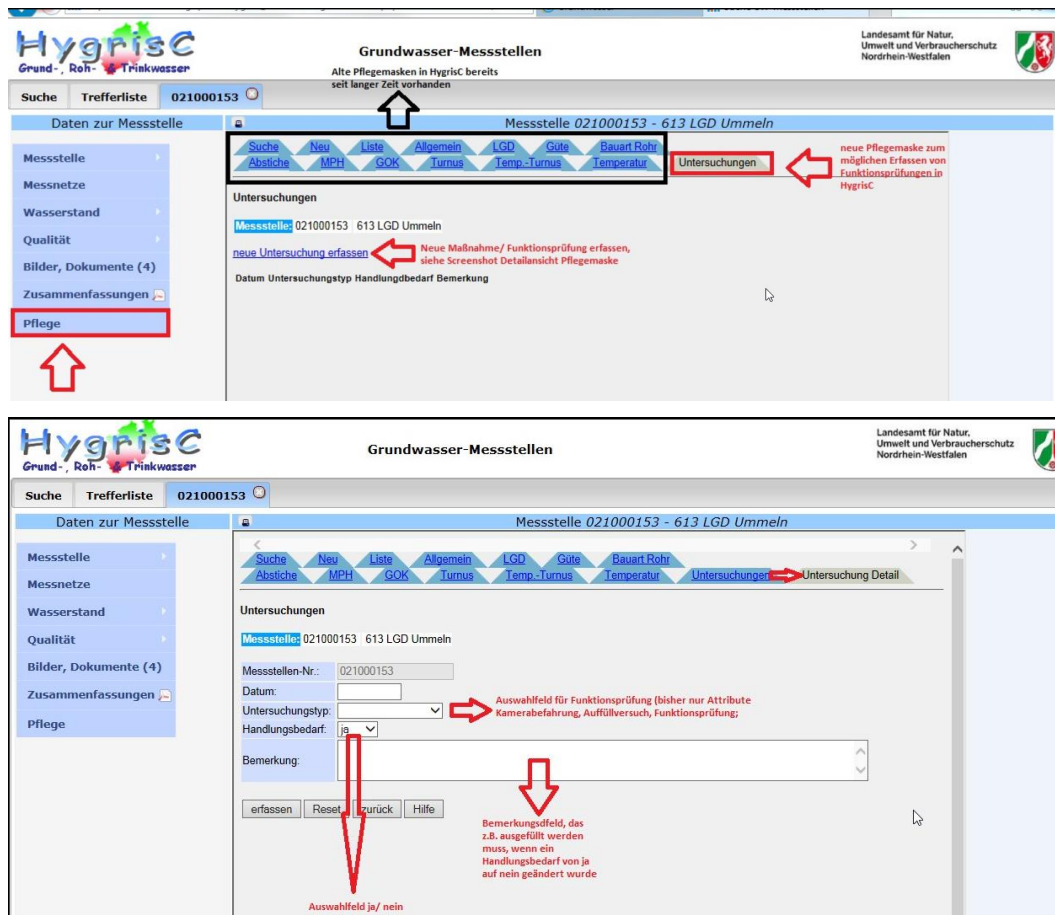 HygrisC
Grund-, Roh- & Trinkwasser
Grundwasser-Messstellen
Landesamt für Natur,
Umwelt und Verbraucherschutz
Nordrhein-Westfalen
Alte Pflegemasken in HygrisC bereits
seit langer Zeit vorhanden
Suche Trefferliste 021000153
Daten zur Messstelle
Messstelle 021000153 - 613 LGD Ummeln
Messstelle
Messnetze
Wasserstand
Qualität
Bilder, Dokumente (4)
Zusammenfassungen
Pflege
Suche Neu Liste Allgemein LGD Güte Bauart Rohr
Abstiche MPH GOK Turnus Temp.-Turnus Temperatur Untersuchungen
neue Pflegemaske zum
möglichen Erfassen von
Funktionsprüfungen in
HygrisC
Untersuchungen
Messstelle: 021000153 613 LGD Ummeln
neue Untersuchung erfassen
Neue Maßnahme/ Funktionsprüfung erfassen,
siehe Screenshot Detailansicht Pflegemaske
Datum Untersuchungstyp Handlungdbedarf Bemerkung
HygrisC
Grund-, Roh- & Trinkwasser
Grundwasser-Messstellen
Landesamt für Natur,
Umwelt und Verbraucherschutz
Nordrhein-Westfalen
Suche Trefferliste 021000153
Daten zur Messstelle
Messstelle 021000153 - 613 LGD Ummeln
Messstelle
Messnetze
Wasserstand
Qualität
Bilder, Dokumente (4)
Zusammenfassungen
Pflege
Suche Neu Liste Allgemein LGD Güte Bauart Rohr
Abstiche MPH GOK Turnus Temp.-Turnus Temperatur Untersuchungen Untersuchung Detail
Untersuchungen
Messstelle: 021000153 613 LGD Ummeln
Messstellen-Nr.: 021000153
Datum:
Untersuchungstyp:
Handlungsbedarf: ja
Bemerkung:
Auswahlfeld für Funktionsprüfung (bisher nur Attribute
Kamerabefahrung, Auffüllversuch, Funktionsprüfung;
erfassen Reset zurück Hilfe
Bemerkungsdfeld, das
z.B. ausgefüllt werden
muss, wenn ein
Handlungsbedarf von ja
auf nein geändert wurde
Auswahlfeld ja/ nein